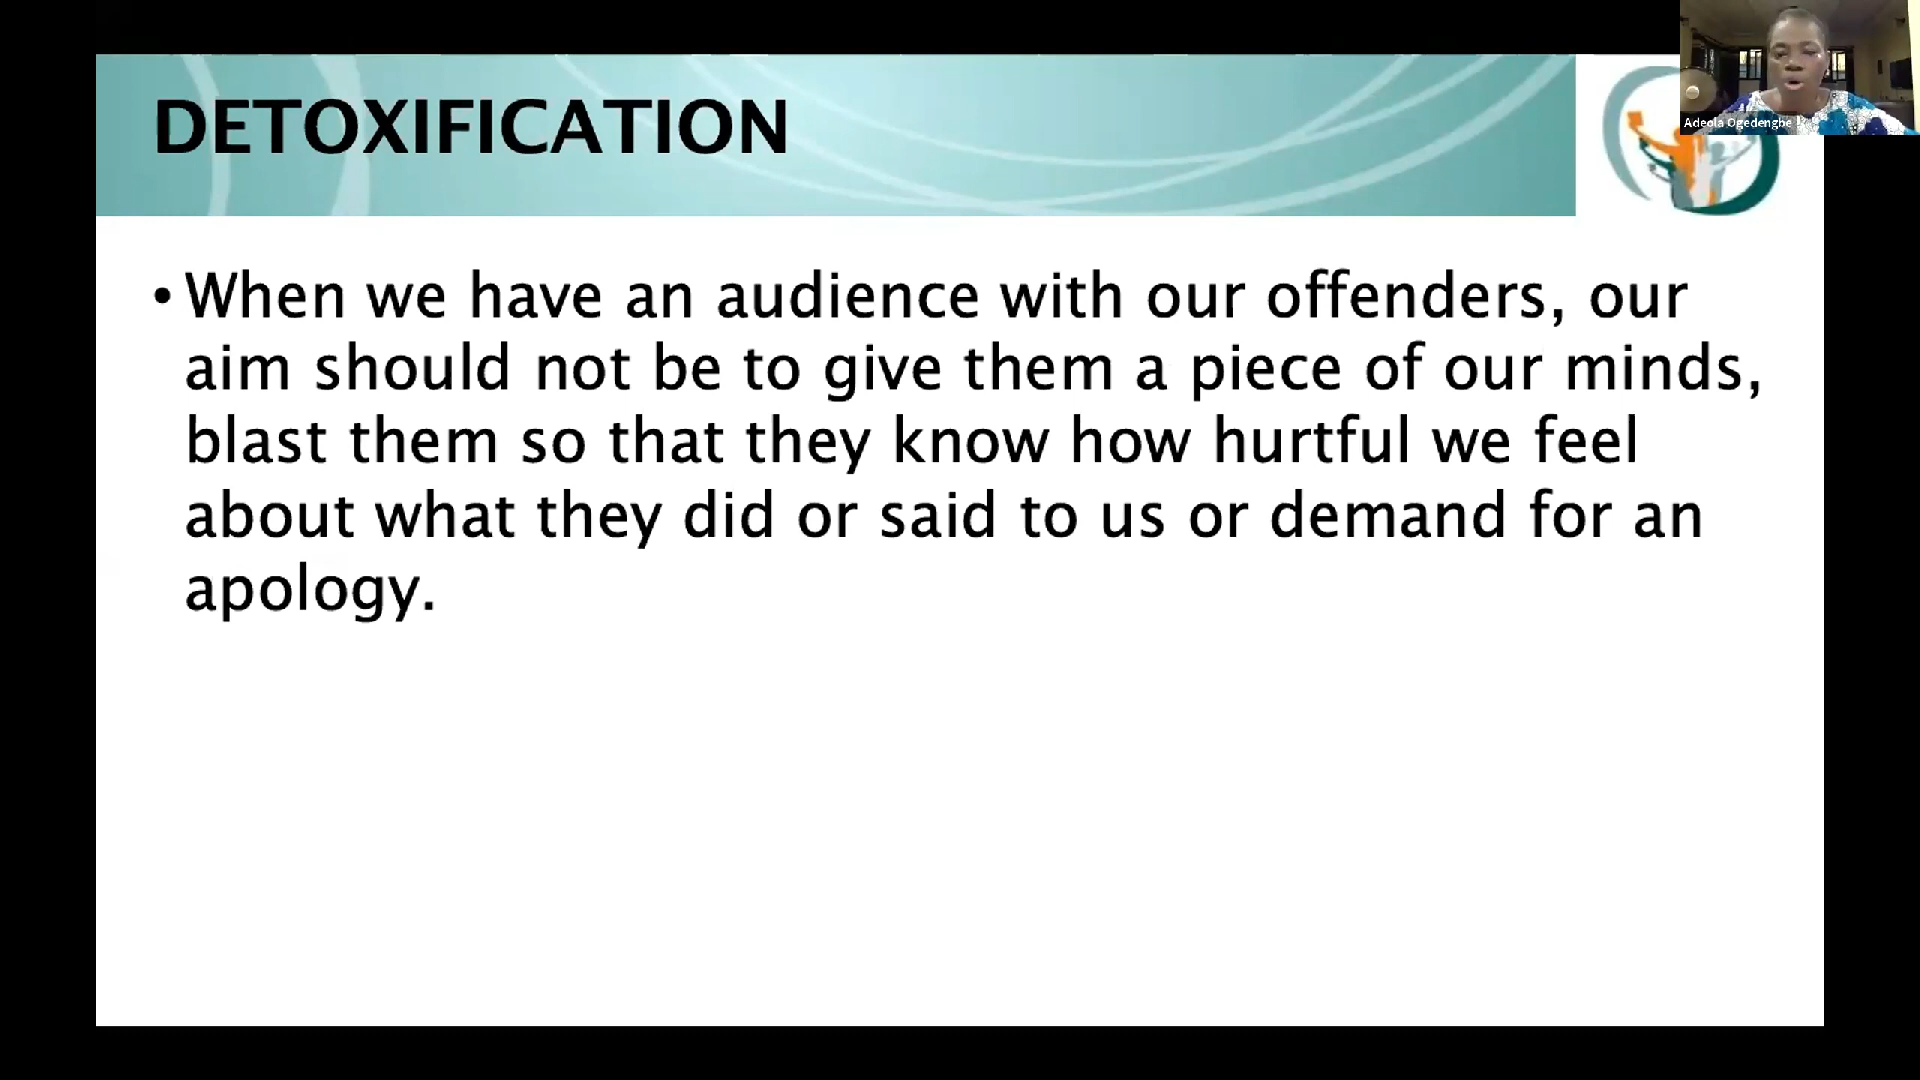 DETOXIFICATION
Adeola Ogedengbe
• When we have an audience with our offenders, our
aim should not be to give them a piece of our minds,
blast them so that they know how hurtful we feel
about what they did or said to us or demand for an
apology.